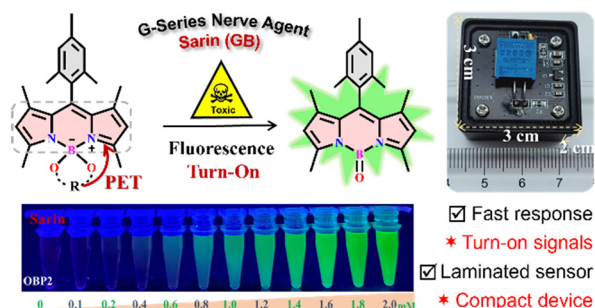 G-Series Nerve Agent
Sarin (GB)
Toxic
Fluorescence
Turn-On
N
N
B
-
+
O
O
R
PET
N
N
B
O
3 cm
3 cm
2 cm
4 5 6 7 8
Sarin
OBP2
0 0.1 0.2 0.4 0.6 0.8 1.0 1.2 1.4 1.6 1.8 2.0 mM
☑ Fast response
✶ Turn-on signals
☑ Laminated sensor
✶ Compact device